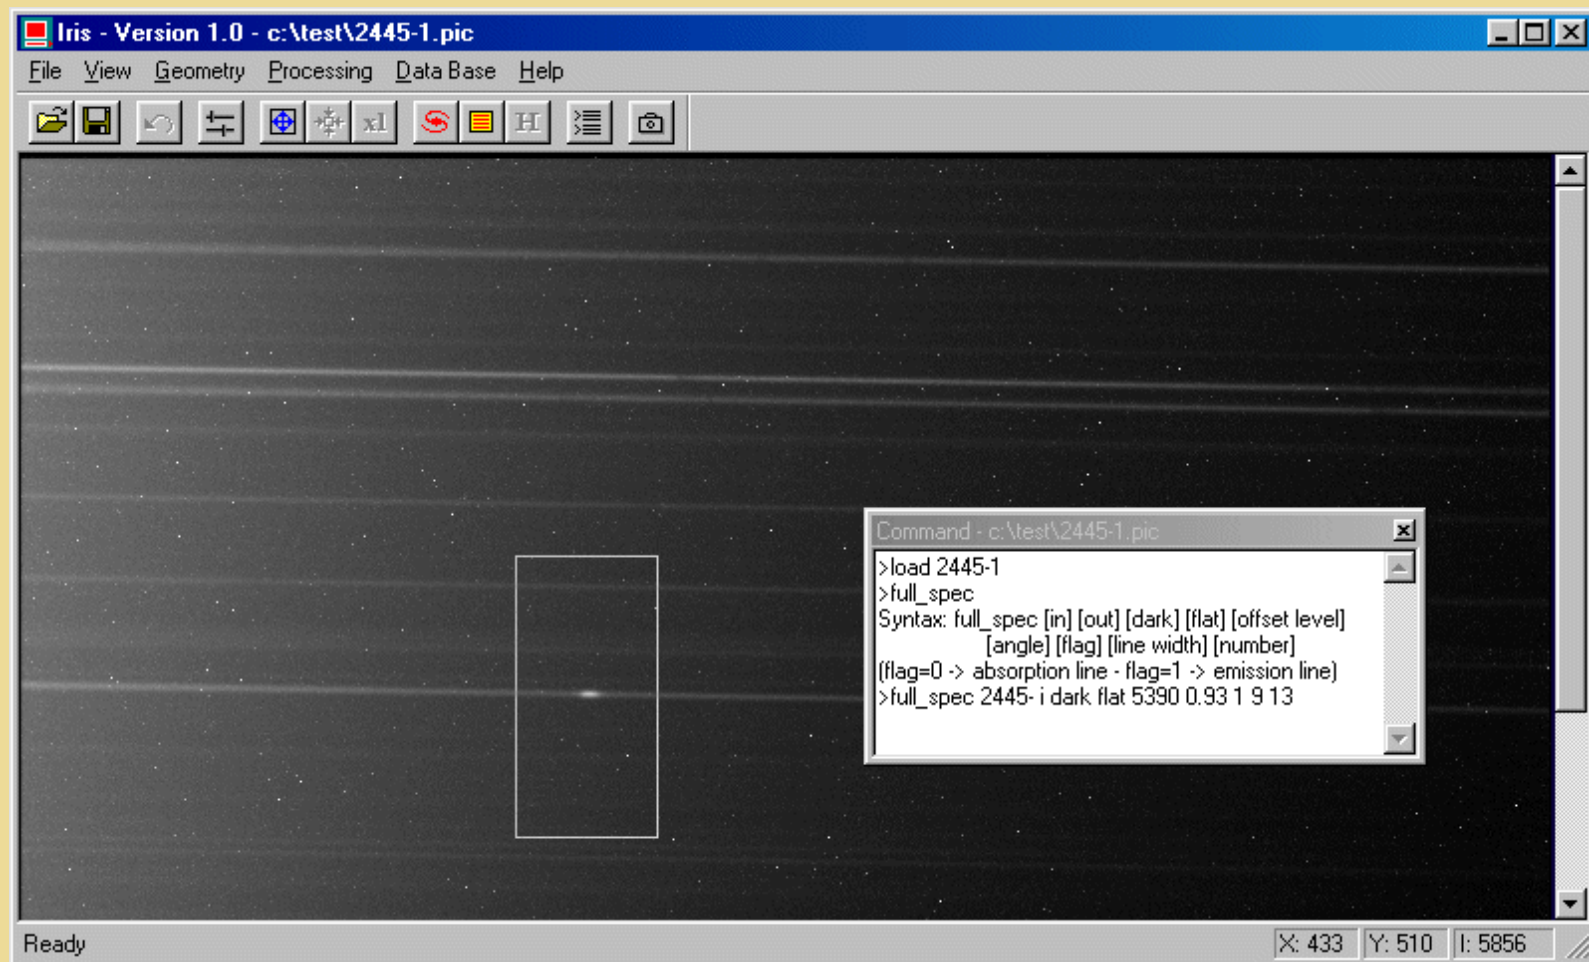 Iris - Version 1.0 - c:\test\2445-1.pic
File View Geometry Processing Data Base Help
x1 H
Command - c:\test\2445-1.pic
>load 2445-1
>full_spec
Syntax: full_spec [in] [out] [dark] [flat] [offset level]
[angle] [flag] [line width] [number]
(flag=0 -> absorption line - flag=1 -> emission line)
>full_spec 2445- i dark flat 5390 0.93 1 9 13
Ready X: 433 Y: 510 I: 5856